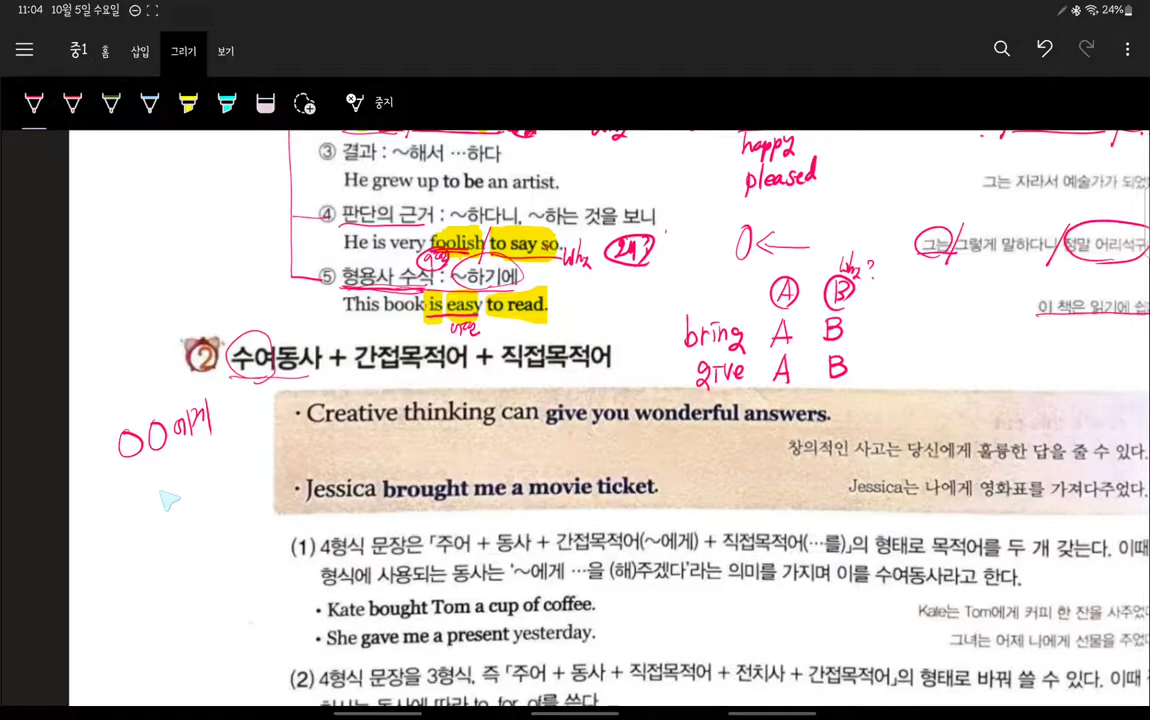 11:04 10월 5일 수요일 24%
중1 홈 삽입 그리기 보기
중지
happy
pleased
③ 결과 : ~해서 …하다
He grew up to be an artist.
그는 자라서 예술가가 되었
④ 판단의 근거 : ~하다니, ~하는 것을 보니
He is very foolish / to say so.
why
그는 그렇게 말하다니 정말 어리석구
⑤ 형용사 수식 : ~하기에
why?
A B
This book is easy to read.
이 책은 읽기에 쉽
bring A B
give A B
2 수여동사 + 간접목적어 + 직접목적어
· Creative thinking can give you wonderful answers.
창의적인 사고는 당신에게 훌륭한 답을 줄 수 있다.
OO에게
· Jessica brought me a movie ticket.
Jessica는 나에게 영화표를 가져다주었다.
(1) 4형식 문장은 「주어 + 동사 + 간접목적어(~에게) + 직접목적어(…를)」의 형태로 목적어를 두 개 갖는다. 이때
형식에 사용되는 동사는 '~에게 …을 (해)주겠다'라는 의미를 가지며 이를 수여동사라고 한다.
• Kate bought Tom a cup of coffee.
Kate는 Tom에게 커피 한 잔을 사주었
• She gave me a present yesterday.
그녀는 어제 나에게 선물을 주었
(2) 4형식 문장을 3형식, 즉 「주어 + 동사 + 직접목적어 + 전치사 + 간접목적어」의 형태로 바꿔 쓸 수 있다. 이때
동사에 따라 to, for, of를 쓴다.